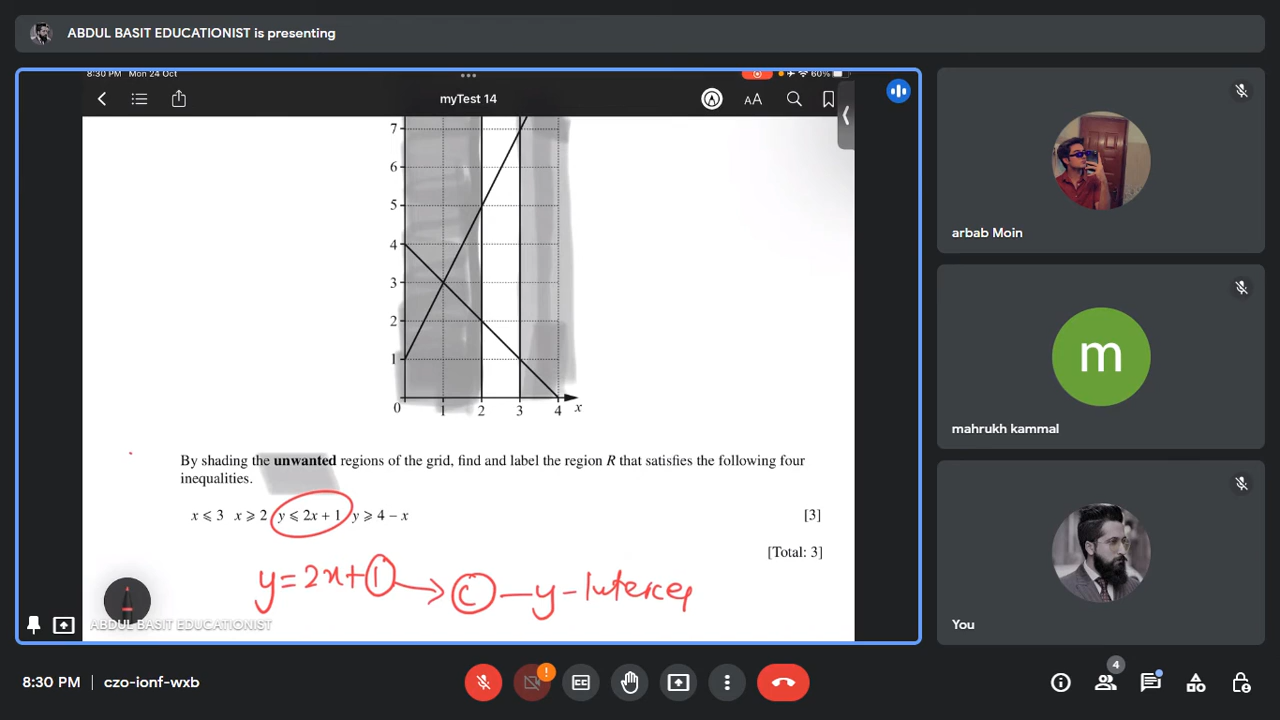 ABDUL BASIT EDUCATIONIST is presenting
8:30 PM Mon 24 Oct
60%
myTest 14
AA
7
6
5
4
3
2
1
0 1 2 3 4 x
By shading the unwanted regions of the grid, find and label the region R that satisfies the following four
inequalities.
x ⩽ 3 x ⩾ 2 y ⩽ 2x + 1 y ⩾ 4 − x [3]
[Total: 3]
y = 2x + 1 → C — y - Intercep
ABDUL BASIT EDUCATIONIST
arbab Moin
m
mahrukh kammal
You
8:30 PM | czo-ionf-wxb
!
CC
4